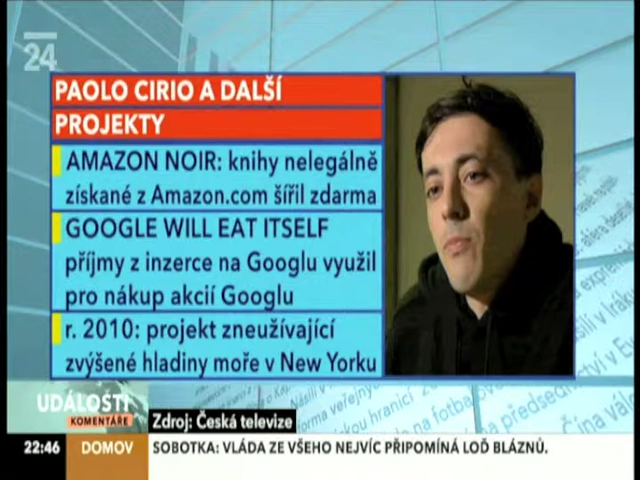 24
PAOLO CIRIO A DALŠÍ
PROJEKTY
AMAZON NOIR: knihy nelegálně
získané z Amazon.com šířil zdarma
GOOGLE WILL EAT ITSELF
příjmy z inzerce na Googlu využil
pro nákup akcií Googlu
r. 2010: projekt zneužívající
zvýšené hladiny moře v New Yorku
UDÁLOSTI
KOMENTÁŘE
Zdroj: Česká televize
22:46 DOMOV SOBOTKA: VLÁDA ZE VŠEHO NEJVÍC PŘIPOMÍNÁ LOĎ BLÁZNŮ.